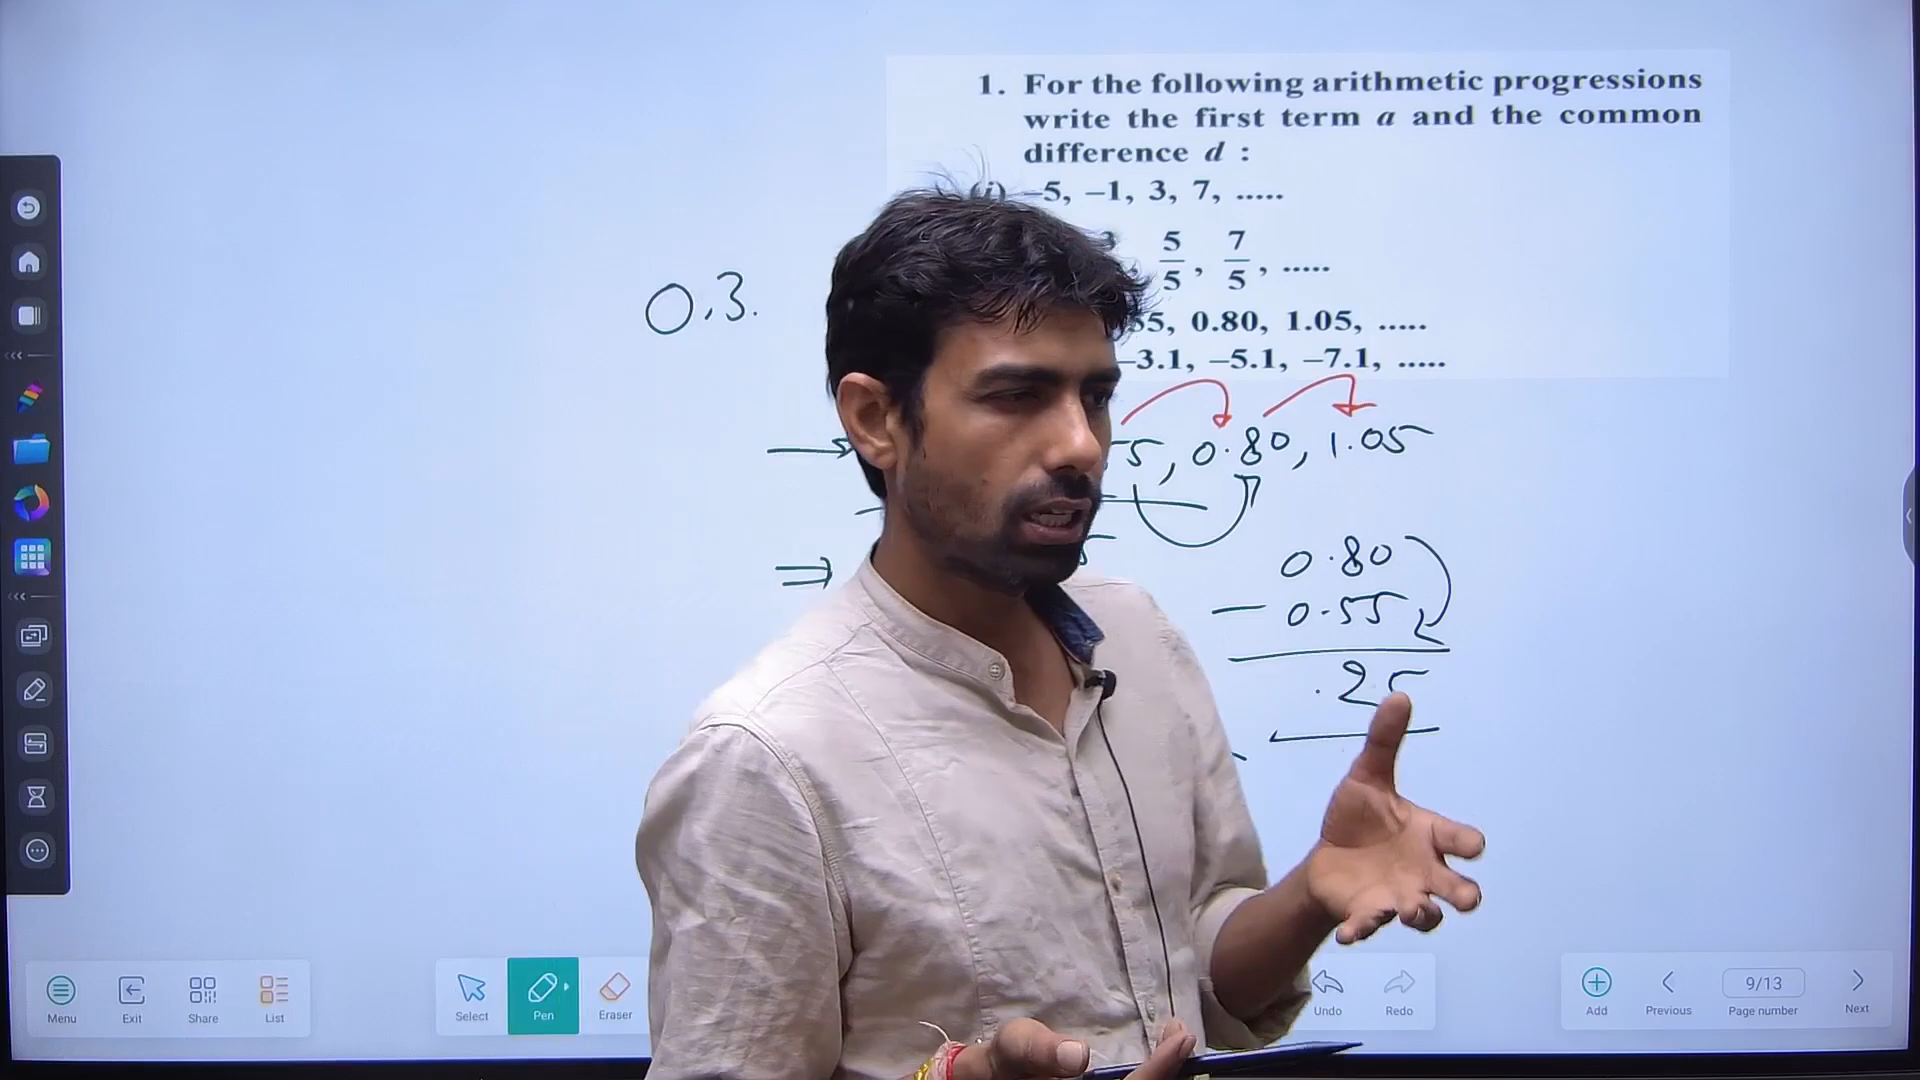 1. For the following arithmetic progressions
write the first term a and the common
difference d :
(i) –5, –1, 3, 7, .....
5/5, 7/5, .....
55, 0.80, 1.05, .....
–3.1, –5.1, –7.1, .....
0.3.
→ 55, 0.80, 1.05
⇒ 5
0.80
– 0.55
.25
Menu Exit Share List Select Pen Eraser Undo Redo Add Previous 9/13 Page number Next